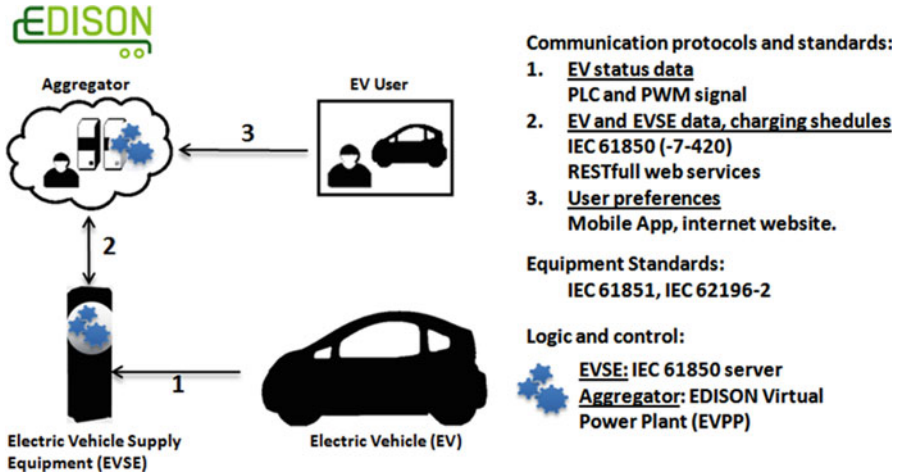 EDISON
Aggregator
EV User
3
2
1
Electric Vehicle Supply
Equipment (EVSE)
Electric Vehicle (EV)
Communication protocols and standards:
1. EV status data
PLC and PWM signal
2. EV and EVSE data, charging shedules
IEC 61850 (-7-420)
RESTfull web services
3. User preferences
Mobile App, internet website.
Equipment Standards:
IEC 61851, IEC 62196-2
Logic and control:
EVSE: IEC 61850 server
Aggregator: EDISON Virtual
Power Plant (EVPP)